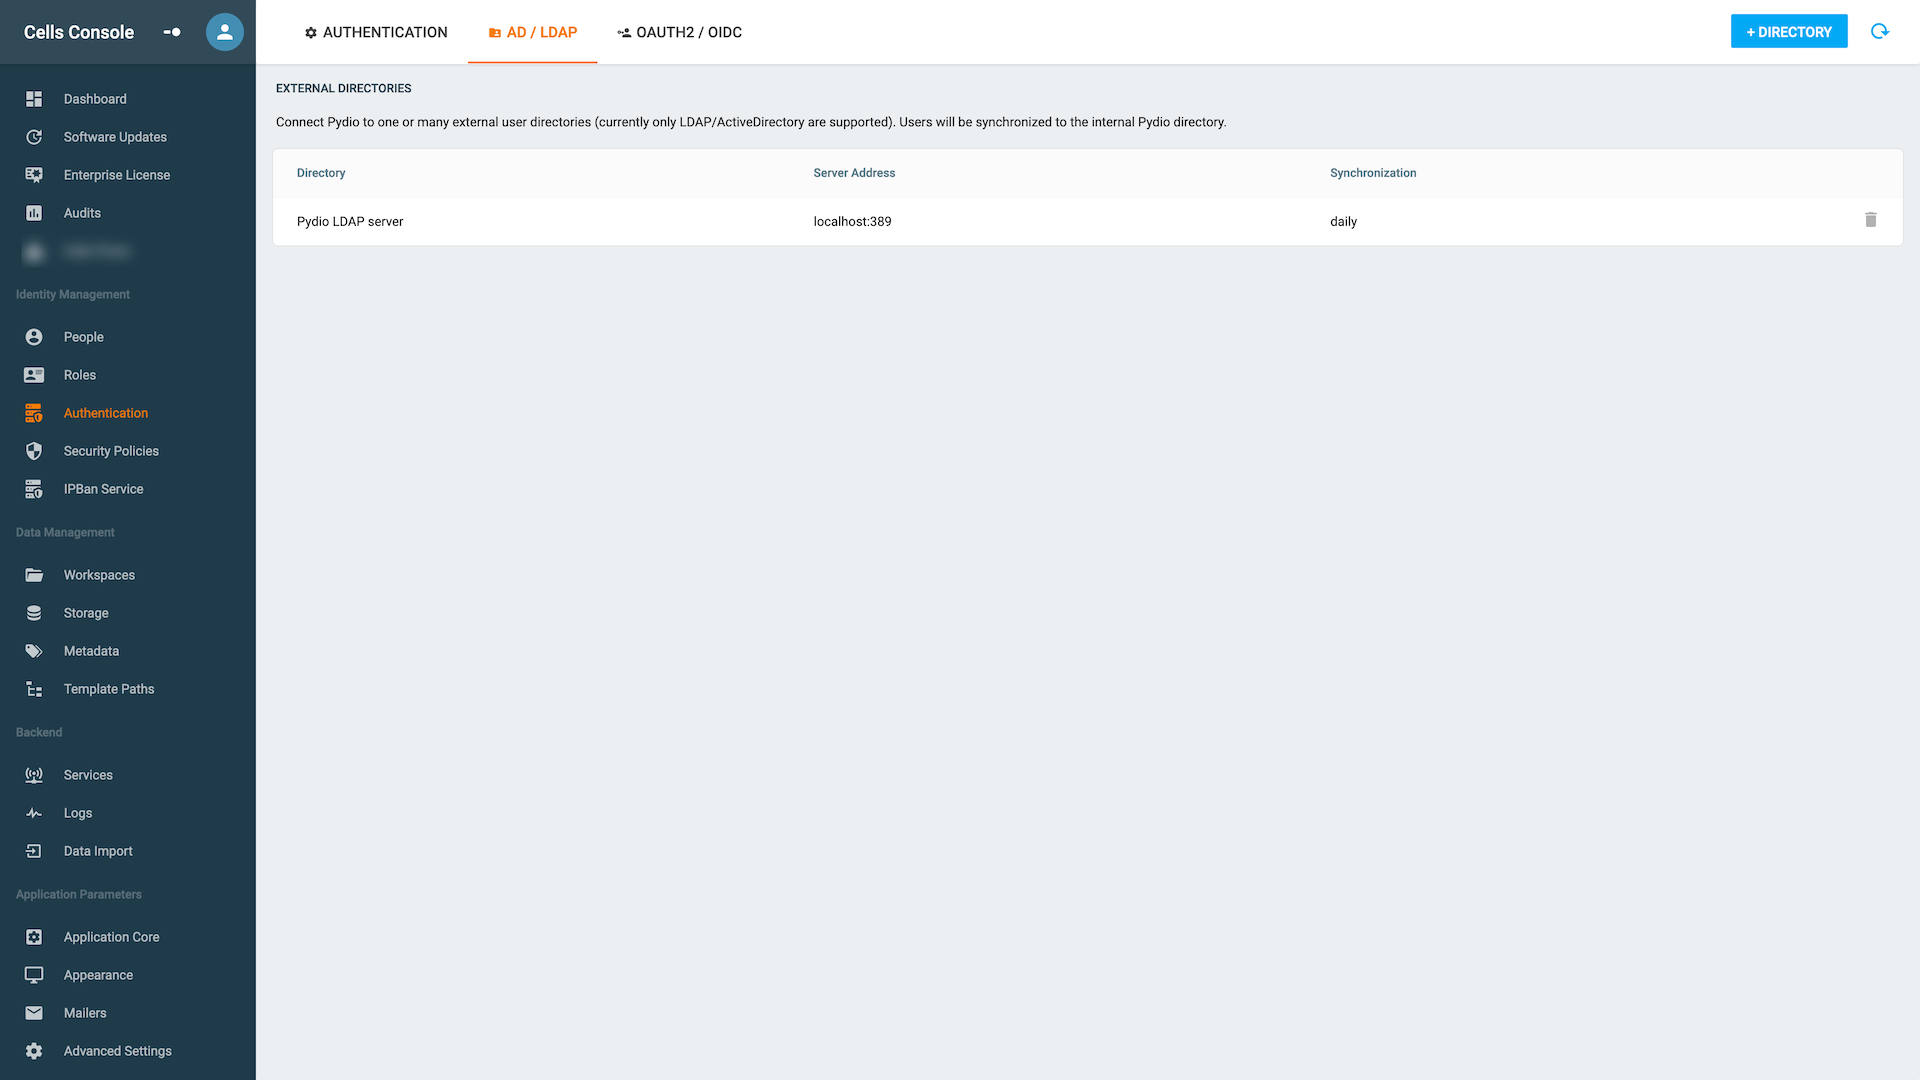 Cells Console
AUTHENTICATION
AD / LDAP
OAUTH2 / OIDC
+ DIRECTORY
Dashboard
Software Updates
Enterprise License
Audits
Identity Management
People
Roles
Authentication
Security Policies
IPBan Service
Data Management
Workspaces
Storage
Metadata
Template Paths
Backend
Services
Logs
Data Import
Application Parameters
Application Core
Appearance
Mailers
Advanced Settings
EXTERNAL DIRECTORIES
Connect Pydio to one or many external user directories (currently only LDAP/ActiveDirectory are supported). Users will be synchronized to the internal Pydio directory.
Directory Server Address Synchronization
Pydio LDAP server localhost:389 daily